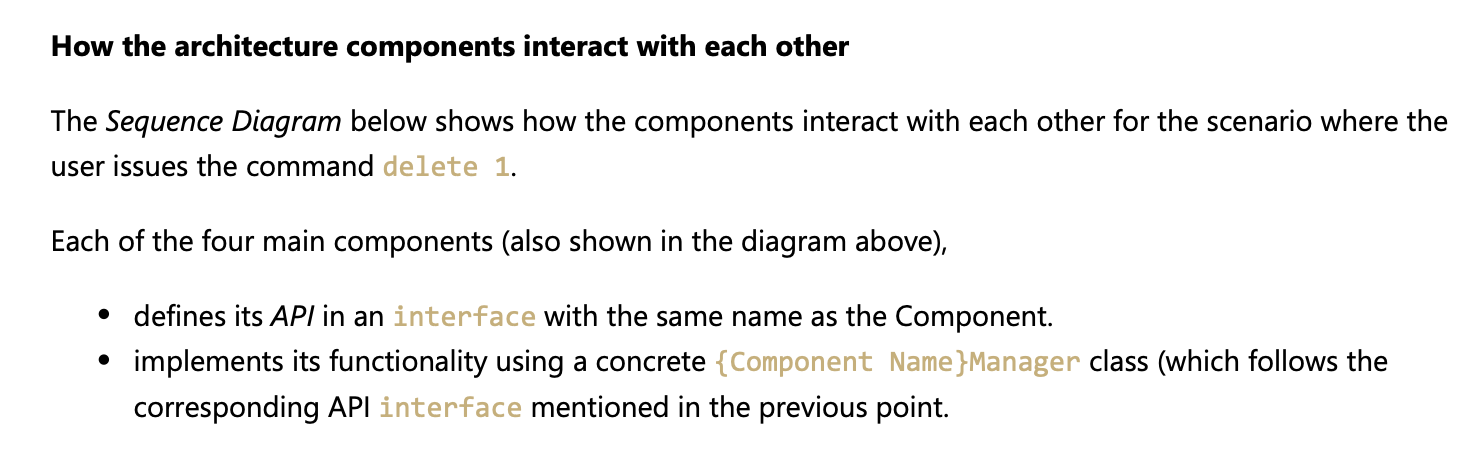 How the architecture components interact with each other
The Sequence Diagram below shows how the components interact with each other for the scenario where the
user issues the command delete 1.
Each of the four main components (also shown in the diagram above),
• defines its API in an interface with the same name as the Component.
• implements its functionality using a concrete {Component Name}Manager class (which follows the
corresponding API interface mentioned in the previous point.